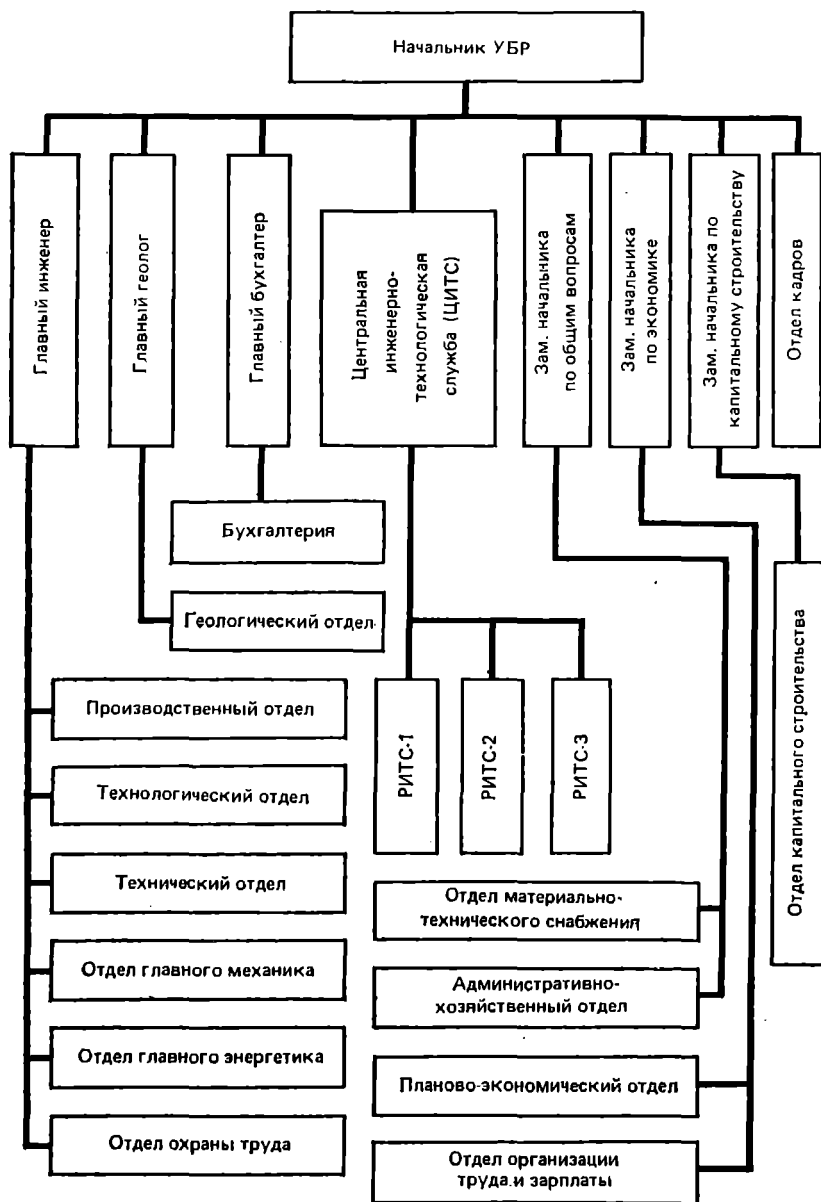 Начальник УБР
Главный инженер
Главный геолог
Главный бухгалтер
Центральная
инженерно-
технологическая
служба (ЦИТС)
Зам. начальника
по общим вопросам
Зам. начальника
по экономике
Зам. начальника по
капитальному строительству
Отдел кадров
Бухгалтерия
Геологический отдел
Производственный отдел
Технологический отдел
Технический отдел
Отдел главного механика
Отдел главного энергетика
Отдел охраны труда
РИТС-1
РИТС-2
РИТС-3
Отдел материально-
технического снабжения
Административно-
хозяйственный отдел
Планово-экономический отдел
Отдел организации
труда и зарплаты
Отдел капитального строительства